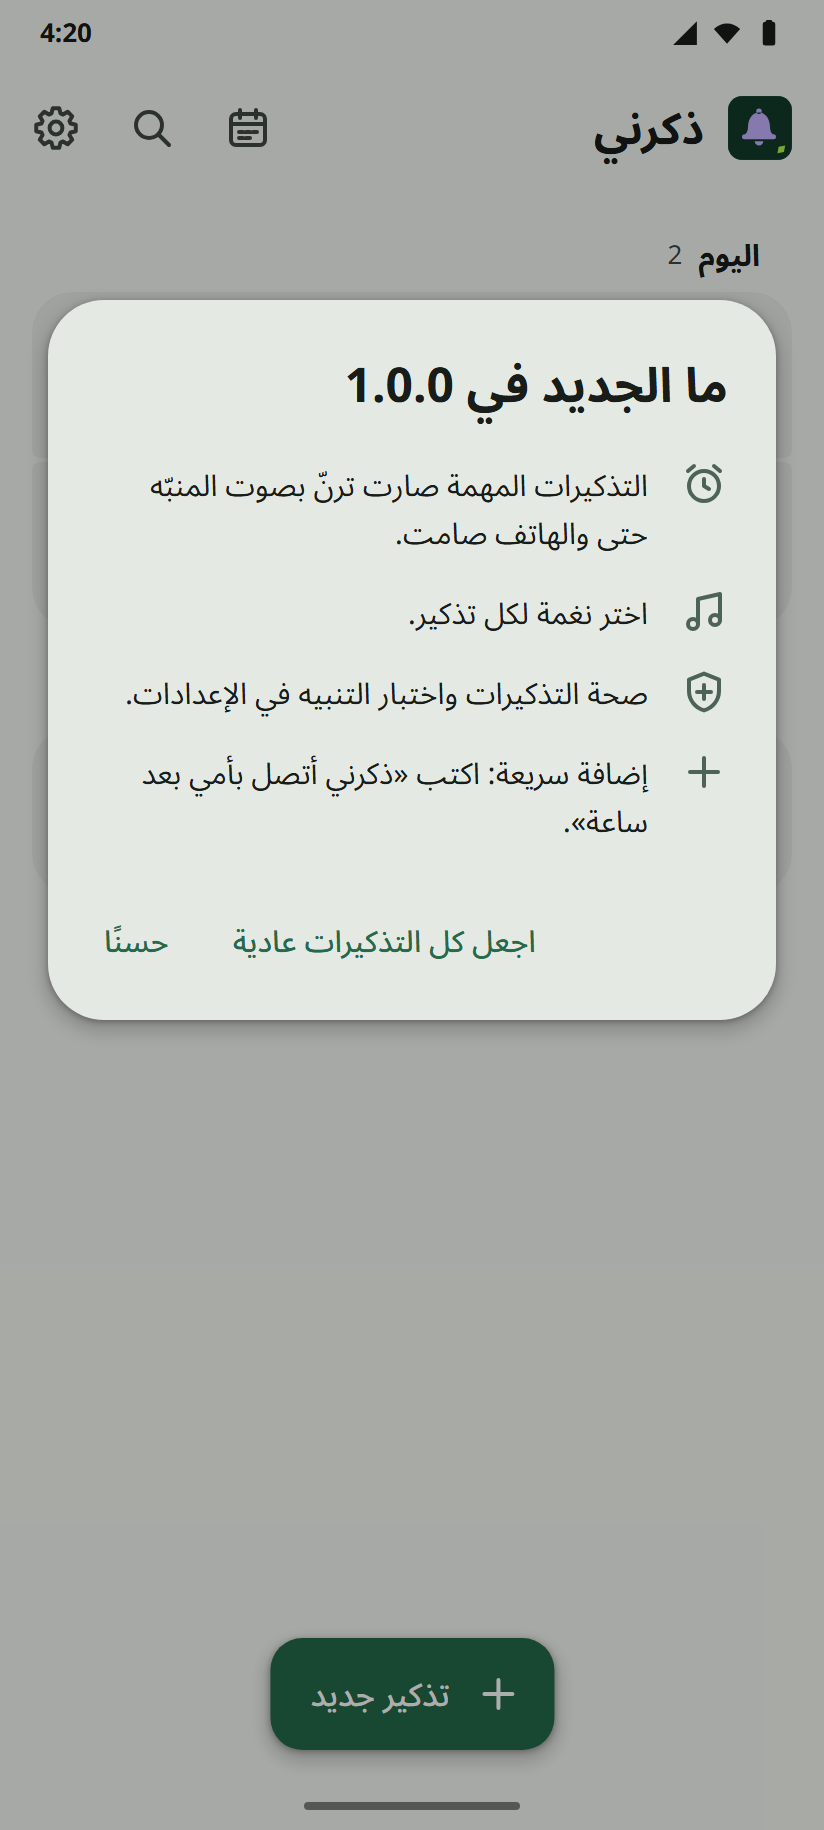 4:20
ذكرني
اليوم 2
ما الجديد في 1.0.0
التذكيرات المهمة صارت ترنّ بصوت المنبّه
حتى والهاتف صامت.
اختر نغمة لكل تذكير.
صحة التذكيرات واختبار التنبيه في الإعدادات.
إضافة سريعة: اكتب «ذكرني أتصل بأمي بعد
ساعة».
اجعل كل التذكيرات عادية
حسنًا
تذكير جديد